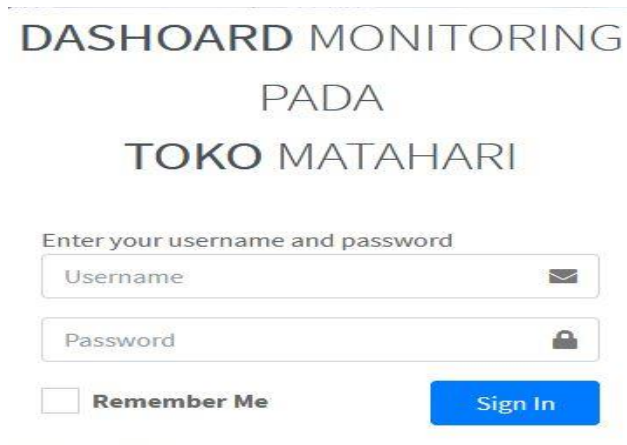 DASHOARD MONITORING
PADA
TOKO MATAHARI
Enter your username and password
Username
Password
Remember Me
Sign In